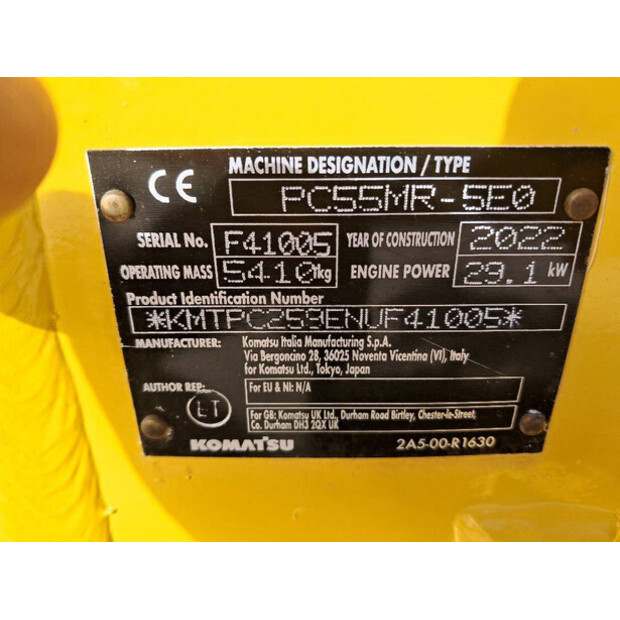 CE
MACHINE DESIGNATION / TYPE
PC55MR-5E0
SERIAL No. F41005 YEAR OF CONSTRUCTION 2022
OPERATING MASS 5410kg ENGINE POWER 29.1 kW
Product Identification Number
*KMTPC259ENUF41005*
MANUFACTURER: Komatsu Italia Manufacturing S.p.A.
Via Bergoncino 28, 36025 Noventa Vicentina (VI), Italy
for Komatsu Ltd., Tokyo, Japan
AUTHOR REP: For EU & NI: N/A
LT
For GB: Komatsu UK Ltd., Durham Road Birtley, Chester-le-Street,
Co. Durham DH3 2QX UK
KOMATSU 2A5-00-R1630